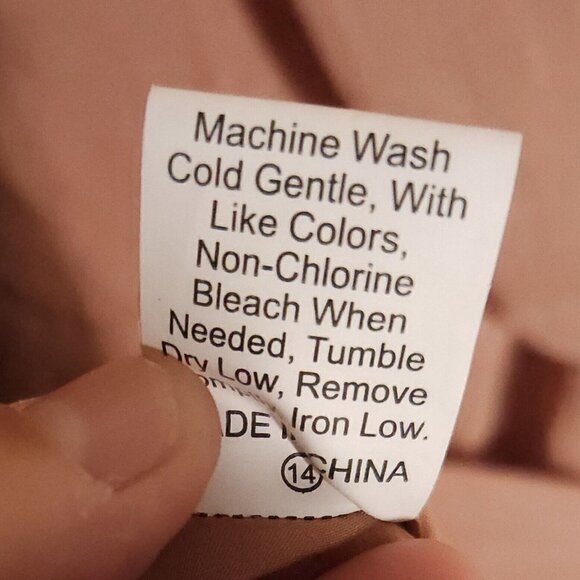 Machine Wash
Cold Gentle, With
Like Colors,
Non-Chlorine
Bleach When
Needed, Tumble
Dry Low, Remove
Iron Low.
ADE
14 CHINA